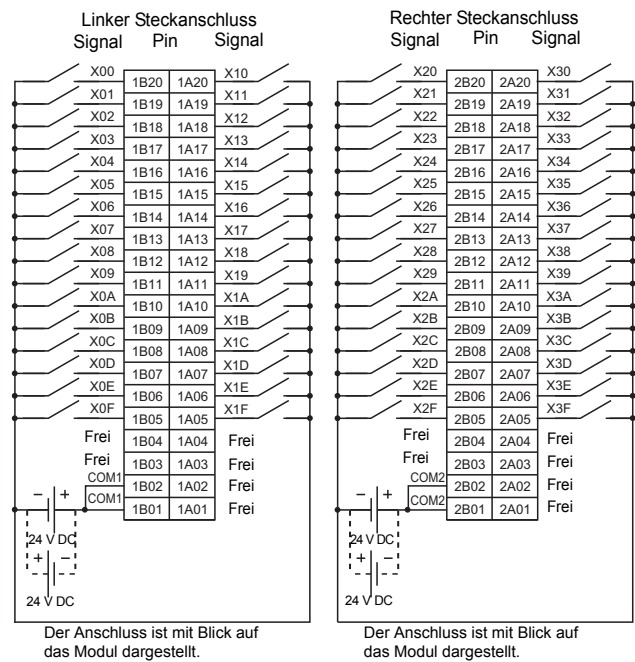 Linker Steckanschluss
Signal Pin Signal
X00 1B20 1A20 X10
X01 1B19 1A19 X11
X02 1B18 1A18 X12
X03 1B17 1A17 X13
X04 1B16 1A16 X14
X05 1B15 1A15 X15
X06 1B14 1A14 X16
X07 1B13 1A13 X17
X08 1B12 1A12 X18
X09 1B11 1A11 X19
X0A 1B10 1A10 X1A
X0B 1B09 1A09 X1B
X0C 1B08 1A08 X1C
X0D 1B07 1A07 X1D
X0E 1B06 1A06 X1E
X0F 1B05 1A05 X1F
Frei 1B04 1A04 Frei
Frei 1B03 1A03 Frei
COM1 1B02 1A02 Frei
COM1 1B01 1A01 Frei
− +
24 V DC
+ −
24 V DC
Der Anschluss ist mit Blick auf
das Modul dargestellt.
Rechter Steckanschluss
Signal Pin Signal
X20 2B20 2A20 X30
X21 2B19 2A19 X31
X22 2B18 2A18 X32
X23 2B17 2A17 X33
X24 2B16 2A16 X34
X25 2B15 2A15 X35
X26 2B14 2A14 X36
X27 2B13 2A13 X37
X28 2B12 2A12 X38
X29 2B11 2A11 X39
X2A 2B10 2A10 X3A
X2B 2B09 2A09 X3B
X2C 2B08 2A08 X3C
X2D 2B07 2A07 X3D
X2E 2B06 2A06 X3E
X2F 2B05 2A05 X3F
Frei 2B04 2A04 Frei
Frei 2B03 2A03 Frei
COM2 2B02 2A02 Frei
COM2 2B01 2A01 Frei
− +
24 V DC
+ −
24 V DC
Der Anschluss ist mit Blick auf
das Modul dargestellt.